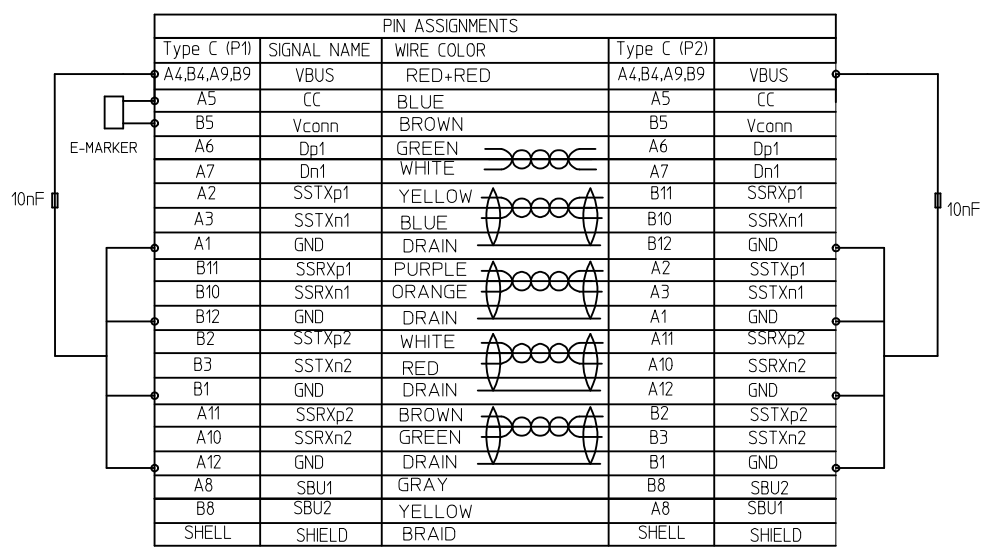 PIN ASSIGNMENTS
Type C (P1) SIGNAL NAME WIRE COLOR Type C (P2)
A4,B4,A9,B9 VBUS RED+RED A4,B4,A9,B9 VBUS
A5 CC BLUE A5 CC
B5 Vconn BROWN B5 Vconn
E-MARKER
A6 Dp1 GREEN A6 Dp1
A7 Dn1 WHITE A7 Dn1
10nF
A2 SSTXp1 YELLOW B11 SSRXp1
10nF
A3 SSTXn1 BLUE B10 SSRXn1
A1 GND DRAIN B12 GND
B11 SSRXp1 PURPLE A2 SSTXp1
B10 SSRXn1 ORANGE A3 SSTXn1
B12 GND DRAIN A1 GND
B2 SSTXp2 WHITE A11 SSRXp2
B3 SSTXn2 RED A10 SSRXn2
B1 GND DRAIN A12 GND
A11 SSRXp2 BROWN B2 SSTXp2
A10 SSRXn2 GREEN B3 SSTXn2
A12 GND DRAIN B1 GND
A8 SBU1 GRAY B8 SBU2
B8 SBU2 YELLOW A8 SBU1
SHELL SHIELD BRAID SHELL SHIELD